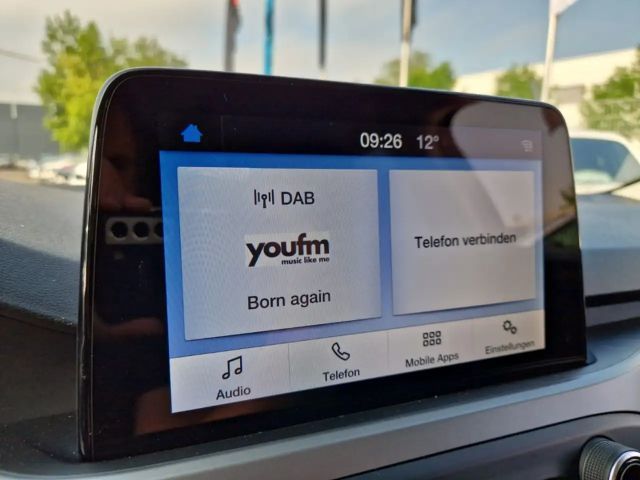 09:26 12°
DAB
youfm
music like me
Born again
Telefon verbinden
Audio
Telefon
Mobile Apps
Einstellungen